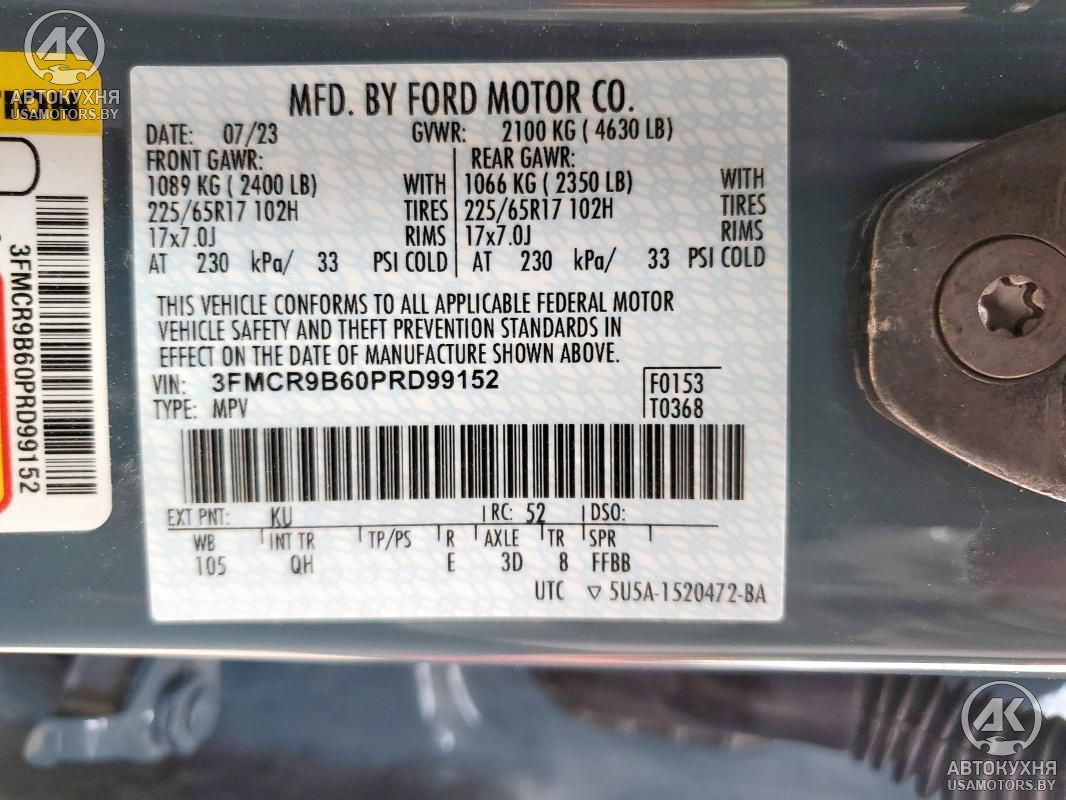 AK
АВТОКУХНЯ
USAMOTORS.BY
3FMCR9B60PRD99152
MFD. BY FORD MOTOR CO.
DATE: 07/23 GVWR: 2100 KG ( 4630 LB)
FRONT GAWR: REAR GAWR:
1089 KG ( 2400 LB) WITH 1066 KG ( 2350 LB) WITH
225/65R17 102H TIRES 225/65R17 102H TIRES
17x7.0J RIMS 17x7.0J RIMS
AT 230 kPa/ 33 PSI COLD AT 230 kPa/ 33 PSI COLD
THIS VEHICLE CONFORMS TO ALL APPLICABLE FEDERAL MOTOR
VEHICLE SAFETY AND THEFT PREVENTION STANDARDS IN
EFFECT ON THE DATE OF MANUFACTURE SHOWN ABOVE.
VIN: 3FMCR9B60PRD99152 F0153
TYPE: MPV T0368
EXT PNT: KU RC: 52 DSO:
WB INT TR TP/PS R AXLE TR SPR
105 QH E 3D 8 FFBB
UTC ▽ 5U5A-1520472-BA
AK
АВТОКУХНЯ
USAMOTORS.BY